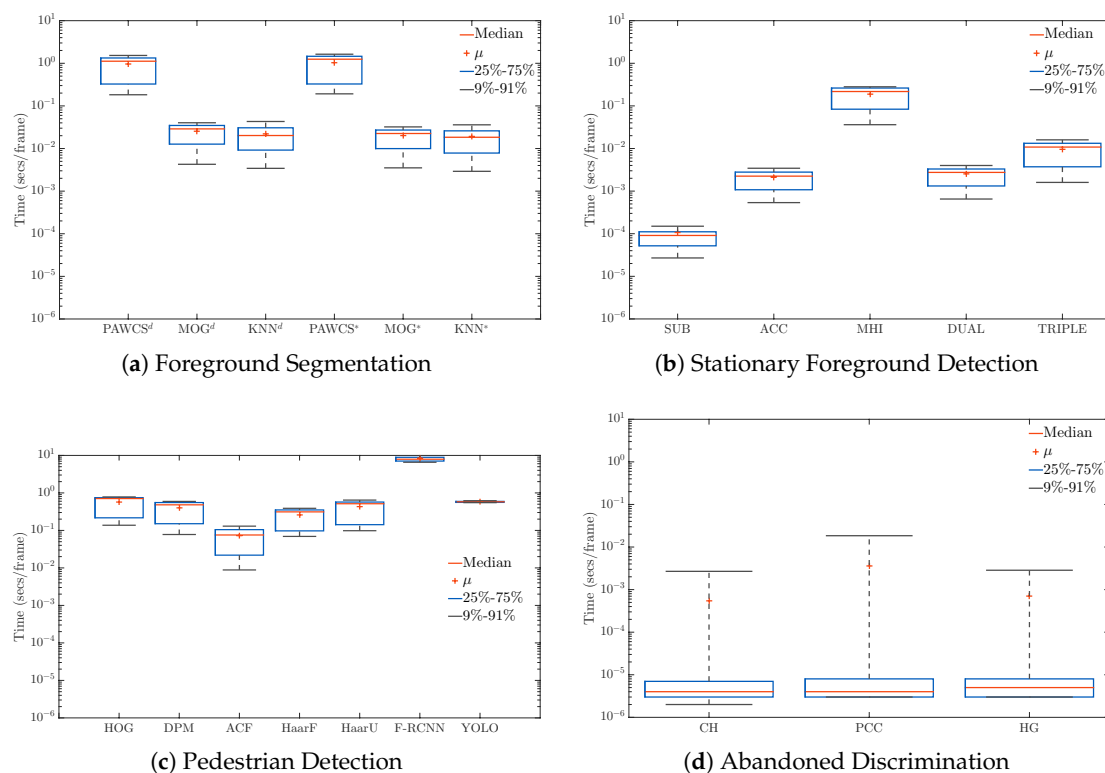 10¹
10⁰
10⁻¹
10⁻²
10⁻³
10⁻⁴
10⁻⁵
10⁻⁶
Time (secs/frame)
Median
μ
25%-75%
9%-91%
PAWCSᵈ MOGᵈ KNNᵈ PAWCS* MOG* KNN*
(a) Foreground Segmentation
10¹
10⁰
10⁻¹
10⁻²
10⁻³
10⁻⁴
10⁻⁵
10⁻⁶
Time (secs/frame)
Median
μ
25%-75%
9%-91%
SUB ACC MHI DUAL TRIPLE
(b) Stationary Foreground Detection
10¹
10⁰
10⁻¹
10⁻²
10⁻³
10⁻⁴
10⁻⁵
10⁻⁶
Time (secs/frame)
Median
μ
25%-75%
9%-91%
HOG DPM ACF HaarF HaarU F-RCNN YOLO
(c) Pedestrian Detection
10¹
10⁰
10⁻¹
10⁻²
10⁻³
10⁻⁴
10⁻⁵
10⁻⁶
Time (secs/frame)
Median
μ
25%-75%
9%-91%
CH PCC HG
(d) Abandoned Discrimination